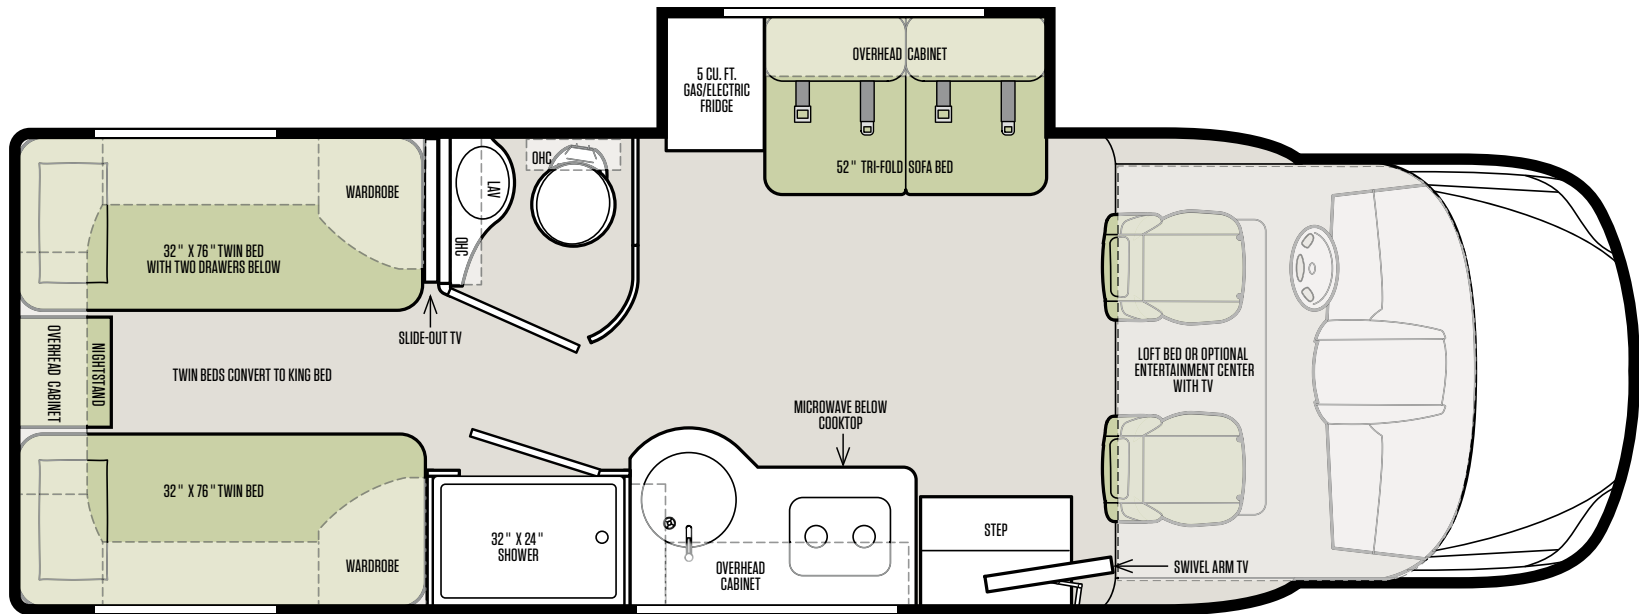 5 CU. FT.
GAS/ELECTRIC
FRIDGE
OVERHEAD CABINET
52" TRI-FOLD SOFA BED
WARDROBE
32" X 76" TWIN BED
WITH TWO DRAWERS BELOW
LAV
OHC
OHC
SLIDE-OUT TV
OVERHEAD CABINET
NIGHTSTAND
TWIN BEDS CONVERT TO KING BED
LOFT BED OR OPTIONAL
ENTERTAINMENT CENTER
WITH TV
MICROWAVE BELOW
COOKTOP
32" X 76" TWIN BED
WARDROBE
32" X 24"
SHOWER
OVERHEAD
CABINET
STEP
SWIVEL ARM TV